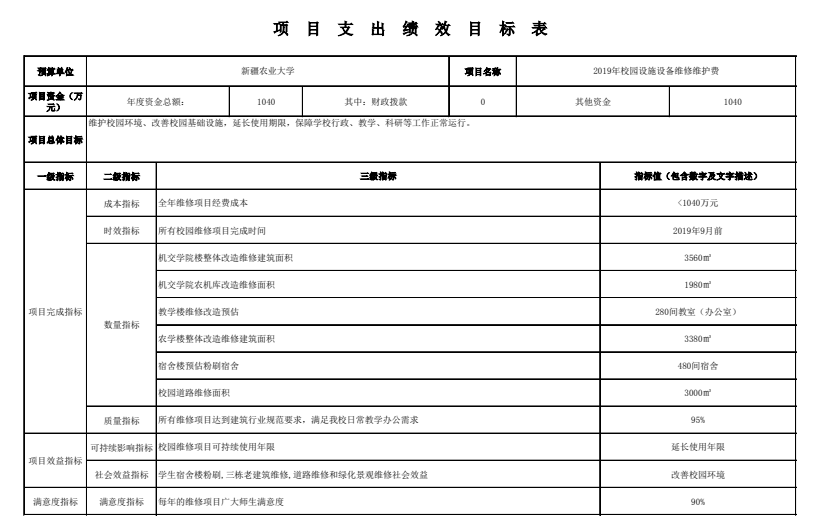 项目支出绩效目标表
预算单位 新疆农业大学 项目名称 2019年校园设施设备维修维护费
项目资金（万元） 年度资金总额： 1040 其中：财政拨款 0 其他资金 1040
项目总体目标 维护校园环境、改善校园基础设施，延长使用期限，保障学校行政、教学、科研等工作正常运行。
一级指标 二级指标 三级指标 指标值（包含数字及文字描述）
项目完成指标 成本指标 全年维修项目经费成本 <1040万元
时效指标 所有校园维修项目完成时间 2019年9月前
数量指标 机交学院楼整体改造维修建筑面积 3560㎡
机交学院农机库改造维修面积 1980㎡
教学楼维修改造预估 280间教室（办公室）
农学楼整体改造维修建筑面积 3380㎡
宿舍楼预估粉刷宿舍 480间宿舍
校园道路维修面积 3000㎡
质量指标 所有维修项目达到建筑行业规范要求，满足我校日常教学办公需求 95%
项目效益指标 可持续影响指标 校园维修项目可持续使用年限 延长使用年限
社会效益指标 学生宿舍楼粉刷,三栋老建筑维修,道路维修和绿化景观维修社会效益 改善校园环境
满意度指标 满意度指标 每年的维修项目广大师生满意度 90%